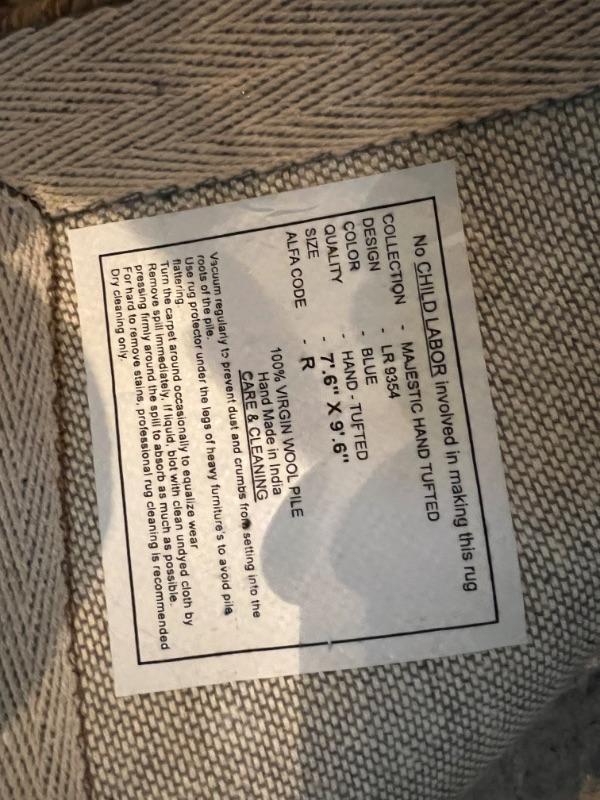 No CHILD LABOR involved in making this rug
COLLECTION - MAJESTIC HAND TUFTED
DESIGN - LR 9354
COLOR - BLUE
QUALITY - HAND - TUFTED
SIZE - 7'.6" X 9'.6"
ALFA CODE - R
100% VIRGIN WOOL PILE
Hand Made in India
CARE & CLEANING
Vacuum regularly to prevent dust and crumbs from setting into the
roots of the pile.
Use rug protector under the legs of heavy furniture's to avoid pile
flattering.
Turn the carpet around occasionally to equalize wear
Remove spill immediately. If liquid, blot with clean undyed cloth by
pressing firmly around the spill to absorb as much as possible.
For hard to remove stains, professional rug cleaning is recommended
Dry cleaning only.